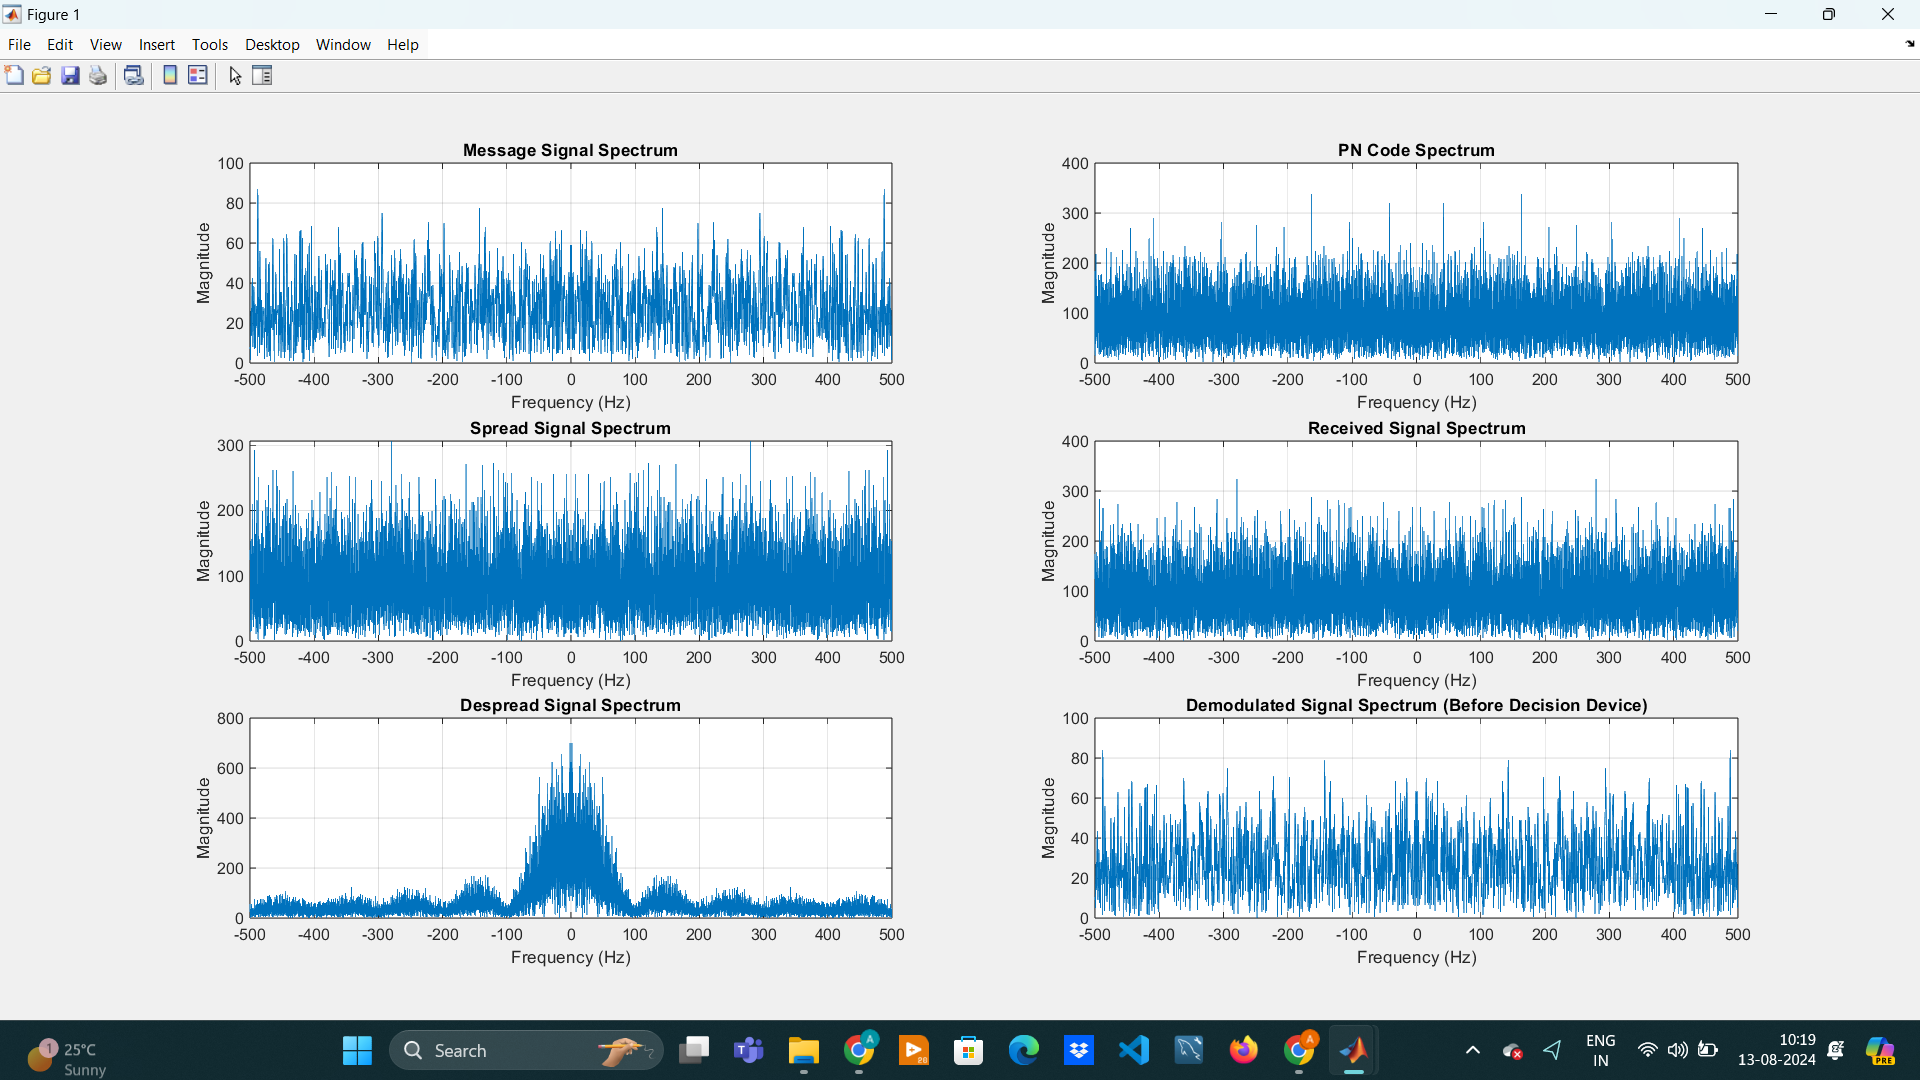 Figure 1
File Edit View Insert Tools Desktop Window Help
Message Signal Spectrum
100
80
60
40
20
0
Magnitude
-500 -400 -300 -200 -100 0 100 200 300 400 500
Frequency (Hz)
PN Code Spectrum
400
300
200
100
0
Magnitude
-500 -400 -300 -200 -100 0 100 200 300 400 500
Frequency (Hz)
Spread Signal Spectrum
300
200
100
0
Magnitude
-500 -400 -300 -200 -100 0 100 200 300 400 500
Frequency (Hz)
Received Signal Spectrum
400
300
200
100
0
Magnitude
-500 -400 -300 -200 -100 0 100 200 300 400 500
Frequency (Hz)
Despread Signal Spectrum
800
600
400
200
0
Magnitude
-500 -400 -300 -200 -100 0 100 200 300 400 500
Frequency (Hz)
Demodulated Signal Spectrum (Before Decision Device)
100
80
60
40
20
0
Magnitude
-500 -400 -300 -200 -100 0 100 200 300 400 500
Frequency (Hz)
1
25°C
Sunny
Search
A
A
ENG
IN
10:19
13-08-2024
PRE